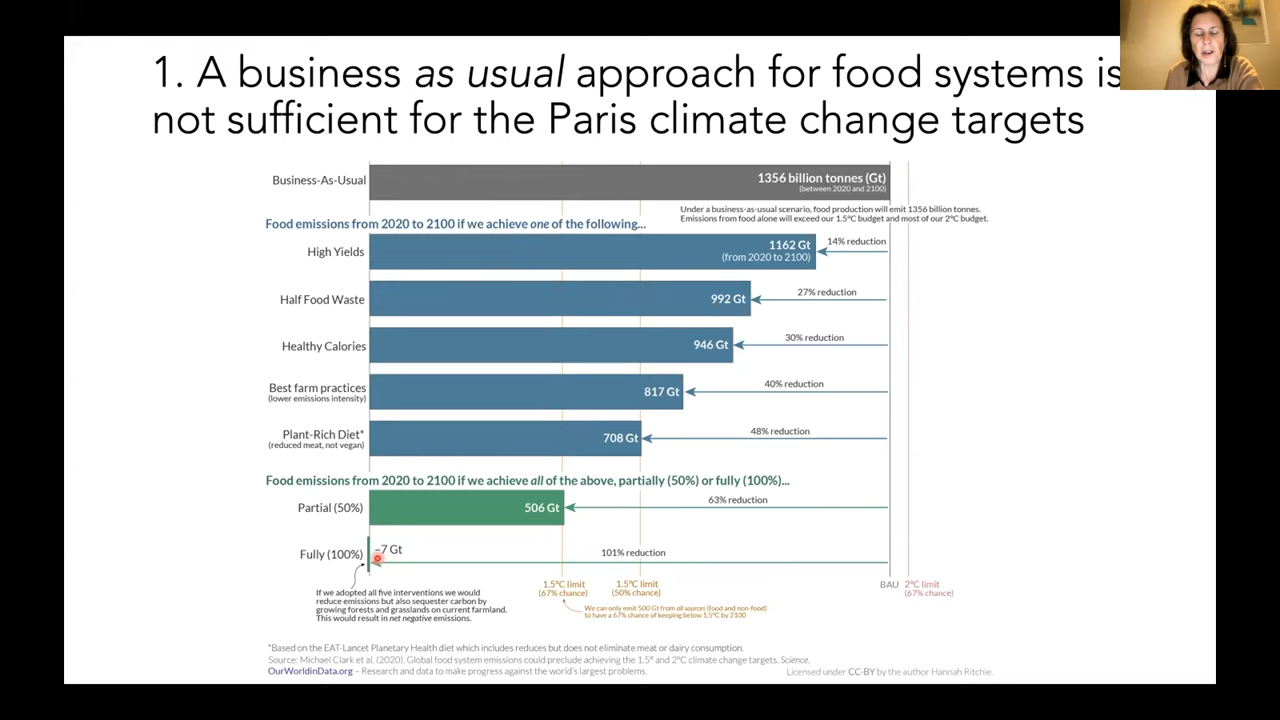 1. A business as usual approach for food systems is
not sufficient for the Paris climate change targets
Business-As-Usual
1356 billion tonnes (Gt)
(between 2020 and 2100)
Under a business-as-usual scenario, food production will emit 1356 billion tonnes.
Emissions from food alone will exceed our 1.5°C budget and most of our 2°C budget.
Food emissions from 2020 to 2100 if we achieve one of the following...
High Yields
1162 Gt
(from 2020 to 2100)
14% reduction
Half Food Waste
992 Gt
27% reduction
Healthy Calories
946 Gt
30% reduction
Best farm practices
(lower emissions intensity)
817 Gt
40% reduction
Plant-Rich Diet*
(reduced meat, not vegan)
708 Gt
48% reduction
Food emissions from 2020 to 2100 if we achieve all of the above, partially (50%) or fully (100%)...
Partial (50%)
506 Gt
63% reduction
Fully (100%)
-7 Gt
101% reduction
If we adopted all five interventions we would
reduce emissions but also sequester carbon by
growing forests and grasslands on current farmland.
This would result in net negative emissions.
1.5°C limit
(67% chance)
1.5°C limit
(50% chance)
BAU
2°C limit
(67% chance)
We can only emit 500 Gt from all sources (food and non-food)
to have a 67% chance of keeping below 1.5°C by 2100
*Based on the EAT-Lancet Planetary Health diet which includes reduces but does not eliminate meat or dairy consumption.
Source: Michael Clark et al. (2020). Global food system emissions could preclude achieving the 1.5° and 2°C climate change targets. Science.
OurWorldinData.org – Research and data to make progress against the world's largest problems.
Licensed under CC-BY by the author Hannah Ritchie.